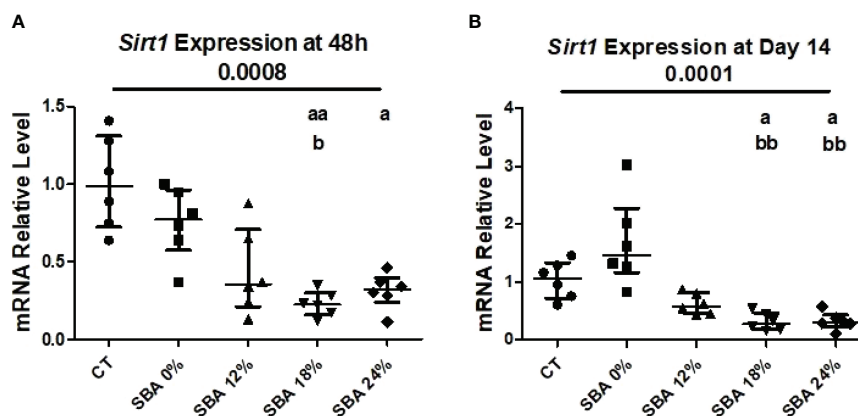 A
Sirt1 Expression at 48h
0.0008
mRNA Relative Level
1.5
1.0
0.5
0.0
aa
b
a
CT
SBA 0%
SBA 12%
SBA 18%
SBA 24%
B
Sirt1 Expression at Day 14
0.0001
mRNA Relative Level
4
3
2
1
0
a
bb
a
bb
CT
SBA 0%
SBA 12%
SBA 18%
SBA 24%